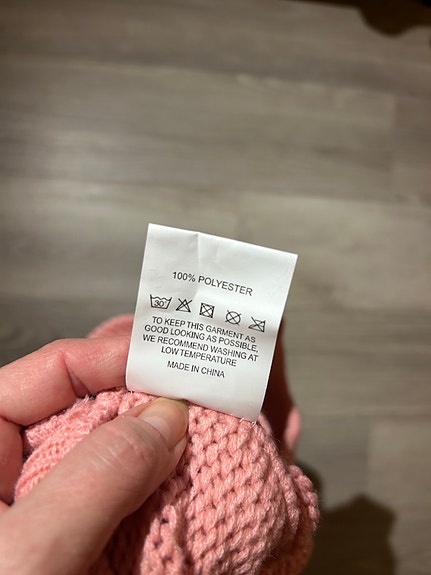 100% POLYESTER
30°
TO KEEP THIS GARMENT AS
GOOD LOOKING AS POSSIBLE,
WE RECOMMEND WASHING AT
LOW TEMPERATURE
MADE IN CHINA